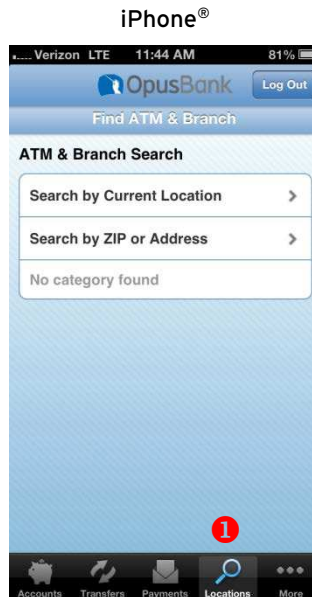 iPhone®
Verizon LTE 11:44 AM 81%
OpusBank Log Out
Find ATM & Branch
ATM & Branch Search
Search by Current Location
Search by ZIP or Address
No category found
1
Accounts Transfers Payments Locations More